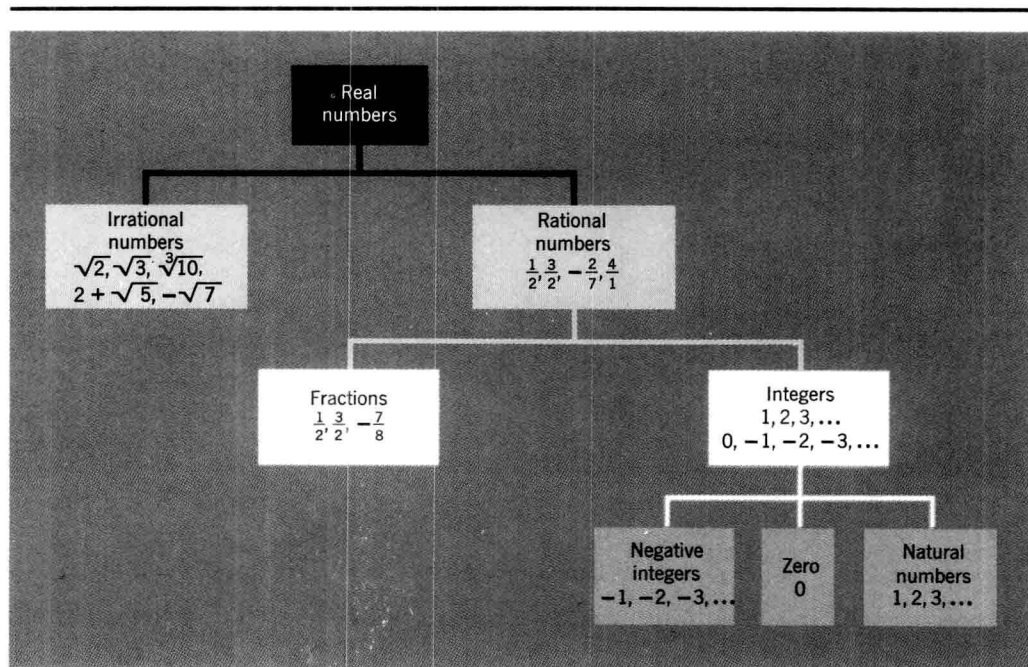 Real
numbers
Irrational
numbers
√2, √3, ∛10,
2 + √5, −√7
Rational
numbers
1/2, 3/2, −2/7, 4/1
Fractions
1/2, 3/2, −7/8
Integers
1, 2, 3, ...
0, −1, −2, −3, ...
Negative
integers
−1, −2, −3, ...
Zero
0
Natural
numbers
1, 2, 3, ...